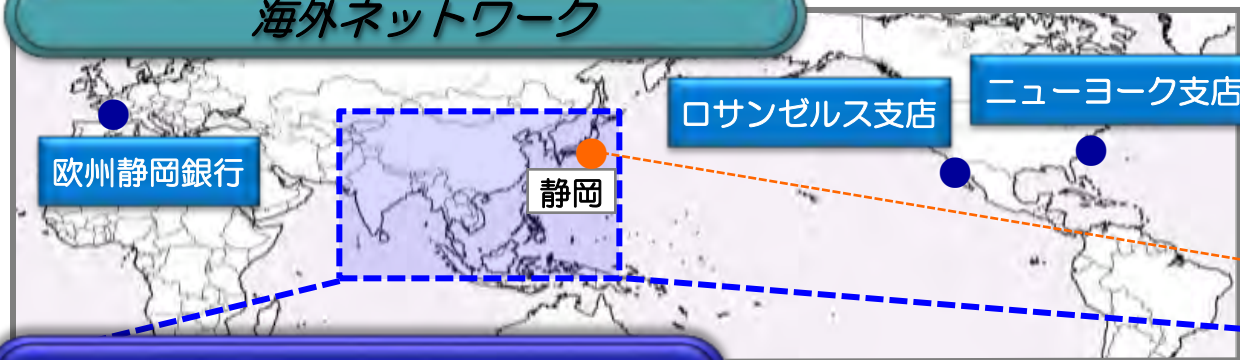 海外ネットワーク
ニューヨーク支店
ロサンゼルス支店
欧州静岡銀行
静岡